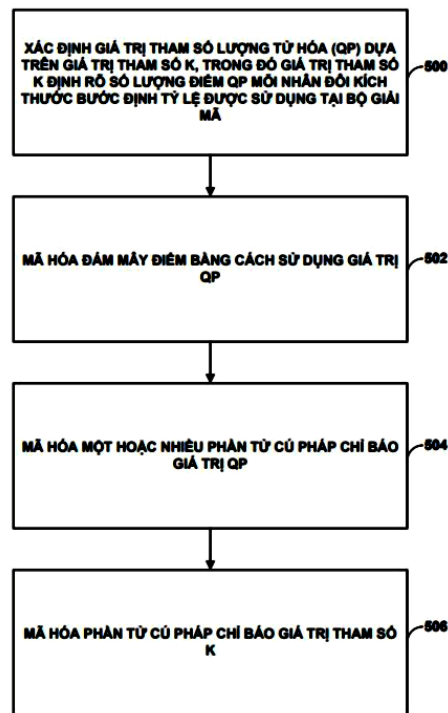 XÁC ĐỊNH GIÁ TRỊ THAM SỐ LƯỢNG TỬ HÓA (QP) DỰA
TRÊN GIÁ TRỊ THAM SỐ K, TRONG ĐÓ GIÁ TRỊ THAM SỐ
K ĐỊNH RÕ SỐ LƯỢNG ĐIỂM QP MỖI NHÂN ĐÔI KÍCH
THƯỚC BƯỚC ĐỊNH TỶ LỆ ĐƯỢC SỬ DỤNG TẠI BỘ GIẢI
MÃ
500
MÃ HÓA ĐÁM MÂY ĐIỂM BẰNG CÁCH SỬ DỤNG GIÁ TRỊ
QP
502
MÃ HÓA MỘT HOẶC NHIỀU PHẦN TỬ CÚ PHÁP CHỈ BÁO
GIÁ TRỊ QP
504
MÃ HÓA PHẦN TỬ CÚ PHÁP CHỈ BÁO GIÁ TRỊ THAM SỐ
K
506